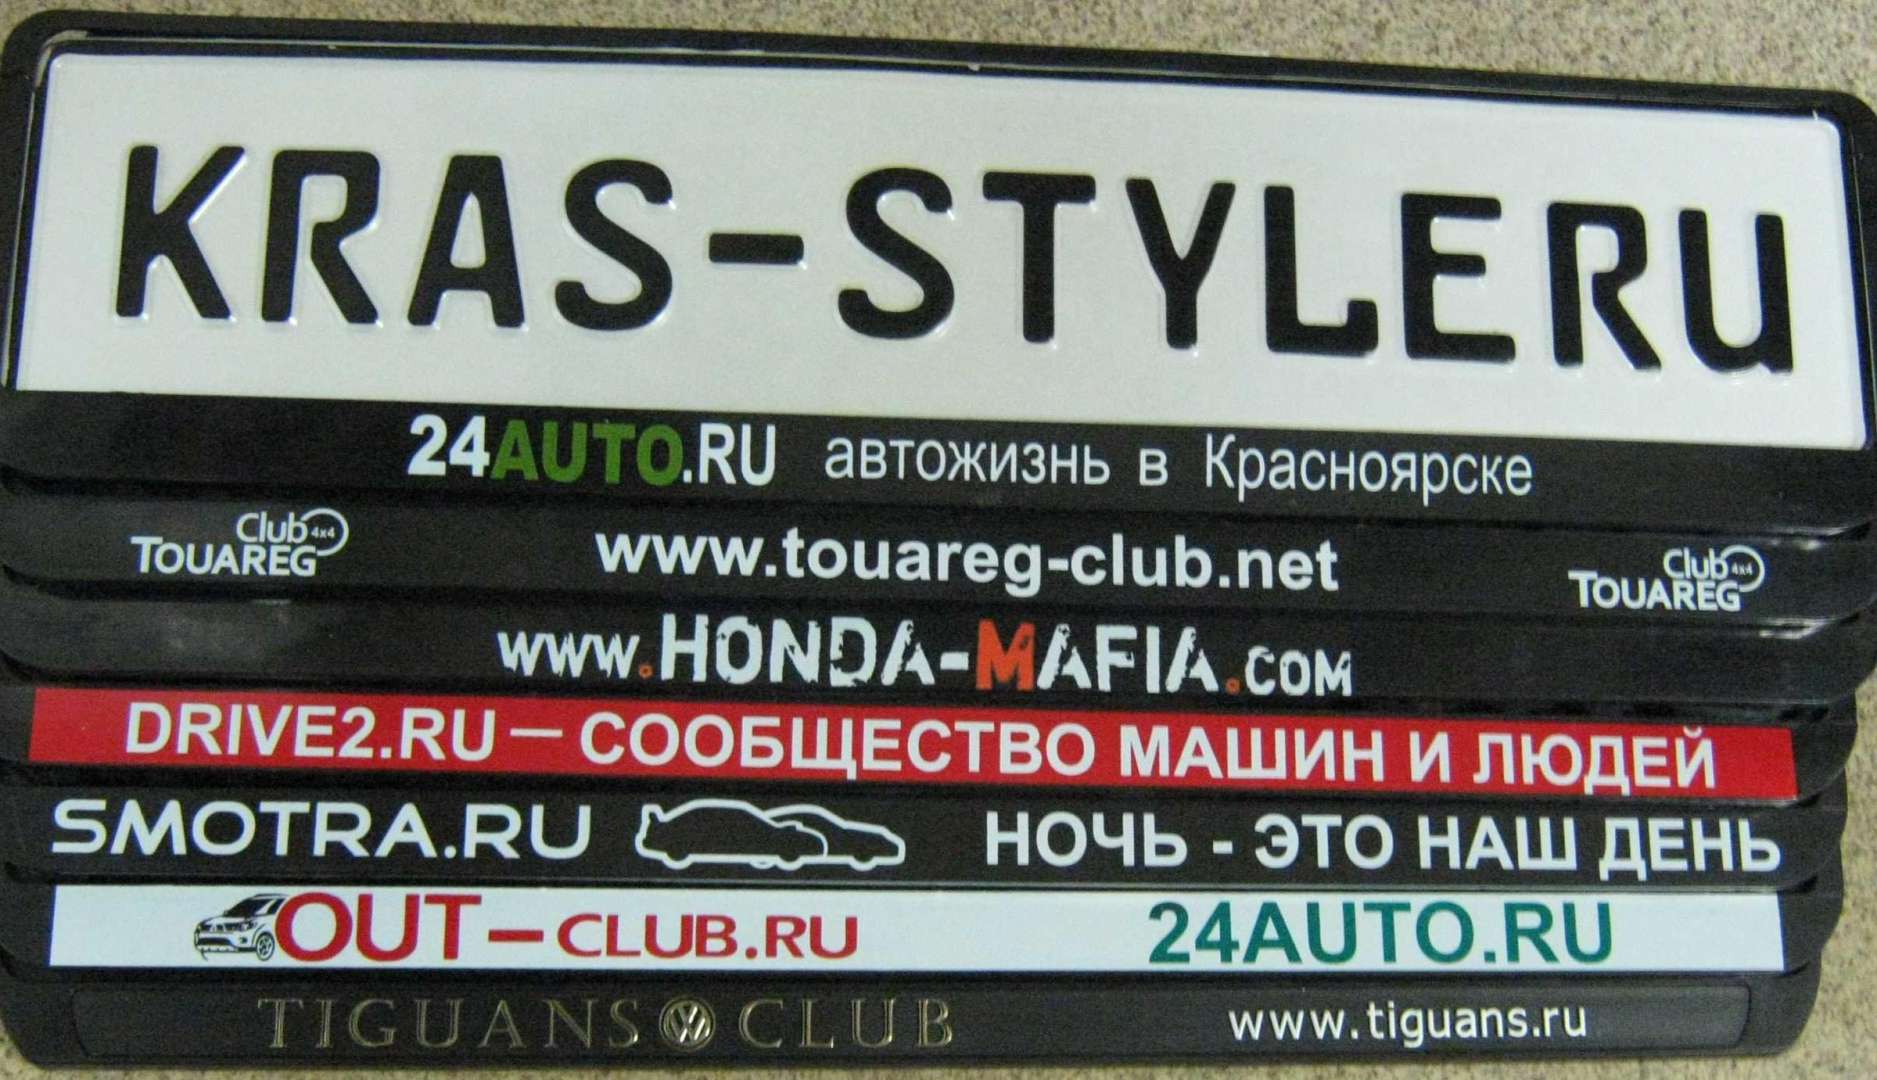 KRAS-STYLERU
24AUTO.RU автожизнь в Красноярске
Club 4x4 TOUAREG www.touareg-club.net Club 4x4 TOUAREG
www.HONDA-MAFIA.COM
DRIVE2.RU — СООБЩЕСТВО МАШИН И ЛЮДЕЙ
SMOTRA.RU НОЧЬ - ЭТО НАШ ДЕНЬ
OUT-CLUB.RU 24AUTO.RU
TIGUANS CLUB www.tiguans.ru